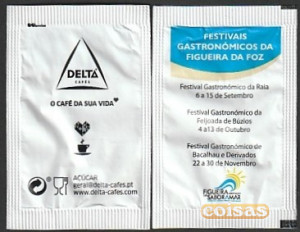 DELTA
CAFÉS
O CAFÉ DA SUA VIDA
AÇÚCAR
geral@delta-cafes.pt
www.delta-cafes.com
FESTIVAIS
GASTRONÓMICOS DA
FIGUEIRA DA FOZ
Festival Gastronómico da Raia
6 a 15 de Setembro
Festival Gastronómico da
Feijoada de Búzios
4 a 13 de Outubro
Festival Gastronómico de
Bacalhau e Derivados
22 a 30 de Novembro
FIGUEIRA
SABOR A MAR
coisas